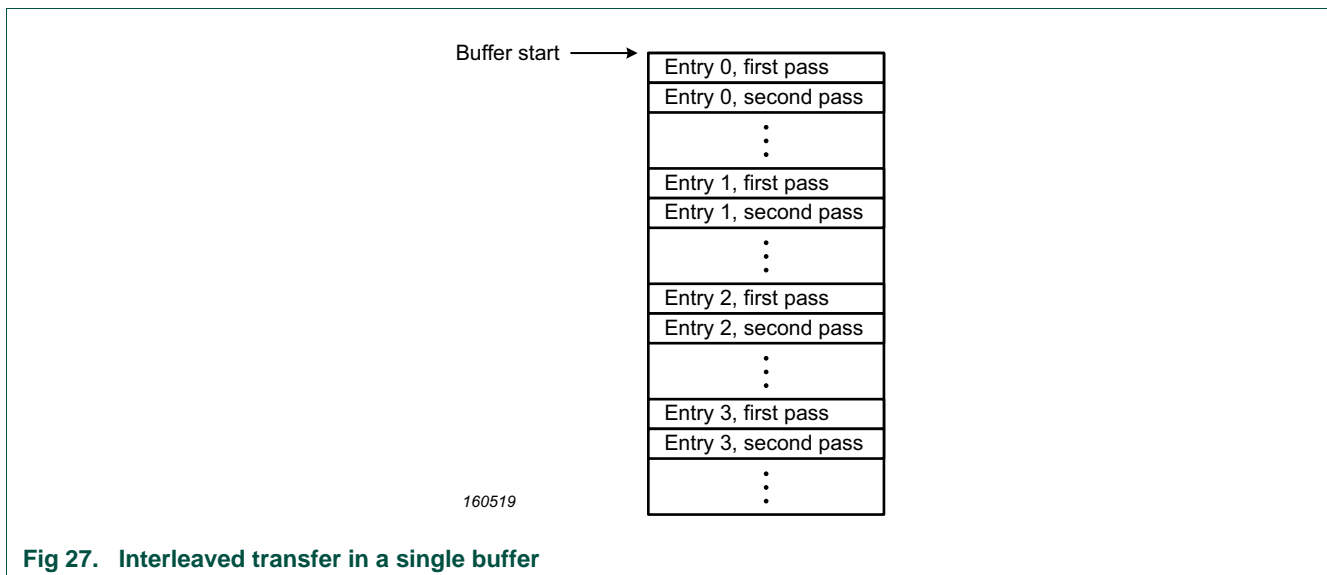 Buffer start
Entry 0, first pass
Entry 0, second pass
Entry 1, first pass
Entry 1, second pass
Entry 2, first pass
Entry 2, second pass
Entry 3, first pass
Entry 3, second pass
160519
Fig 27. Interleaved transfer in a single buffer